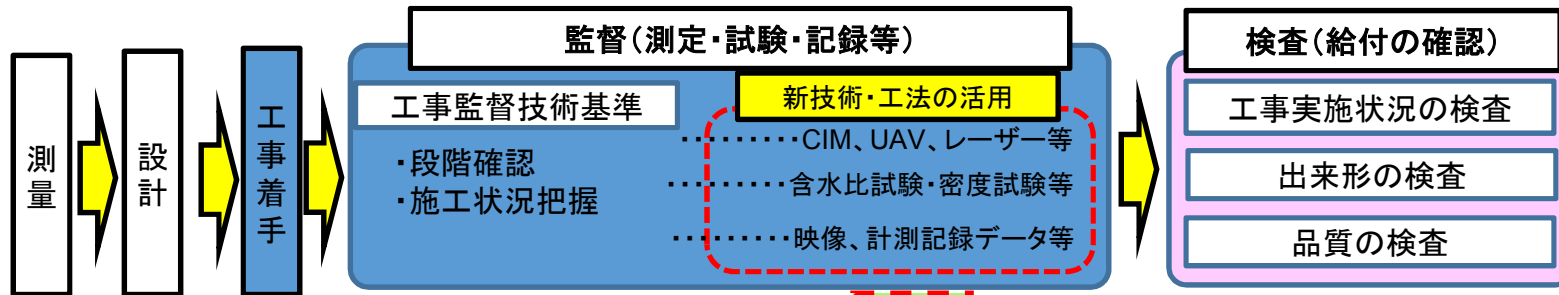 測量
設計
工事着手
監督(測定・試験・記録等)
工事監督技術基準
・段階確認
・施工状況把握
新技術・工法の活用
………CIM、UAV、レーザー等
………含水比試験・密度試験等
………映像、計測記録データ等
検査(給付の確認)
工事実施状況の検査
出来形の検査
品質の検査